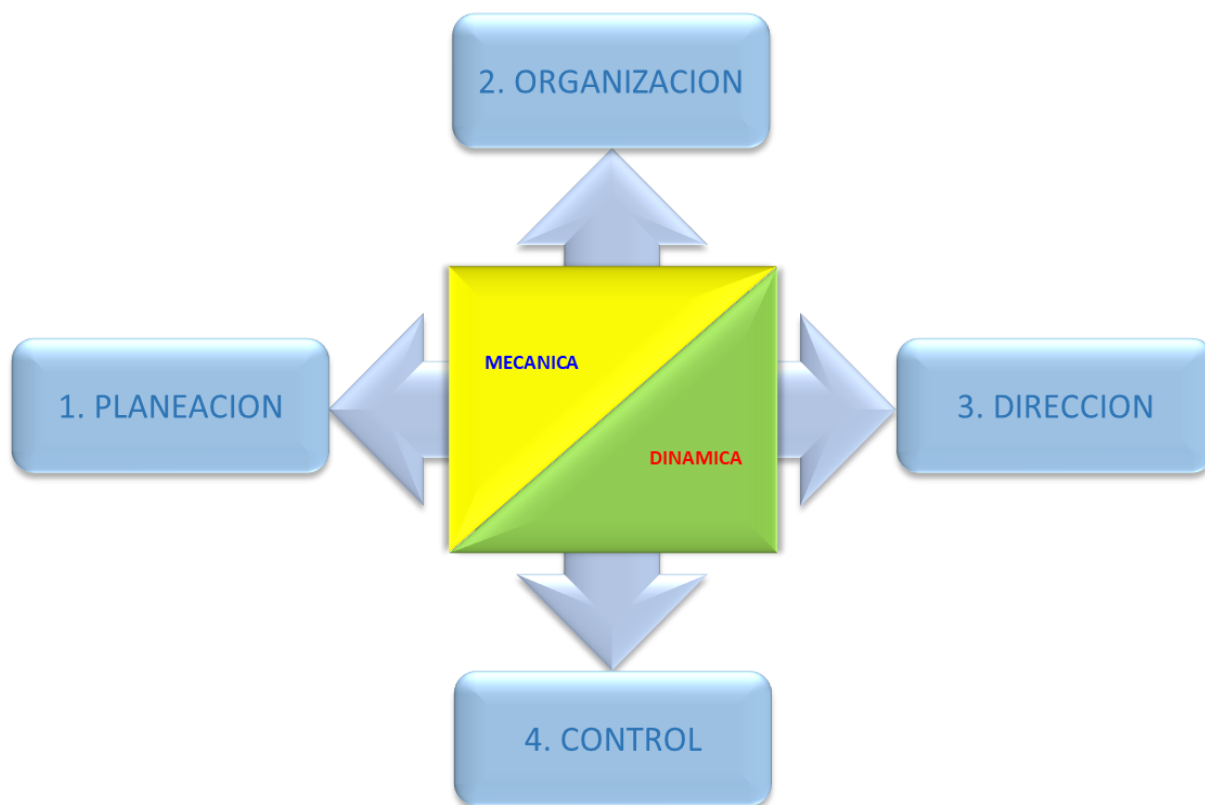 2. ORGANIZACION
MECANICA
1. PLANEACION
3. DIRECCION
DINAMICA
4. CONTROL